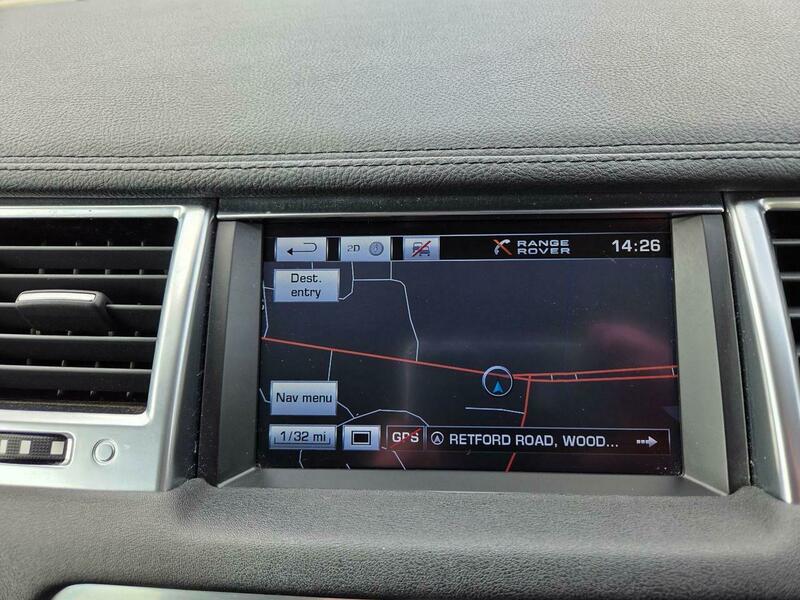 2D
RANGE
ROVER
14:26
Dest.
entry
Nav menu
1/32 mi
GPS
RETFORD ROAD, WOOD...